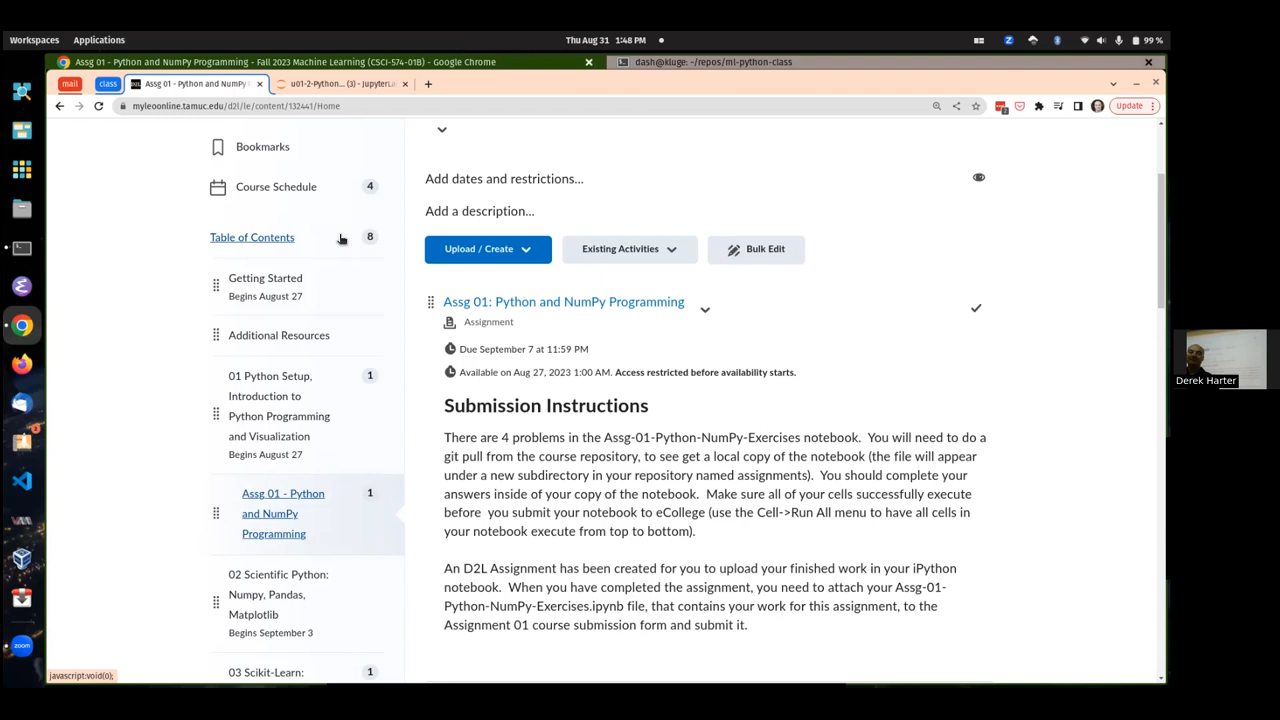 Workspaces Applications Thu Aug 31 1:48 PM 99 %
Assg 01 - Python and NumPy Programming - Fall 2023 Machine Learning (CSCI-574-01B) - Google Chrome × dash@kluge: ~/repos/ml-python-class ×
mail class Assg 01 - Python and NumPy × u01-2-Python... (3) - JupyterLa × +
myleoonline.tamuc.edu/d2l/le/content/132441/Home Update
Bookmarks
Course Schedule 4
Table of Contents 8
Getting Started
Begins August 27
Additional Resources
01 Python Setup, 1
Introduction to
Python Programming
and Visualization
Begins August 27
Assg 01 - Python 1
and NumPy
Programming
02 Scientific Python:
Numpy, Pandas,
Matplotlib
Begins September 3
03 Scikit-Learn: 1
Add dates and restrictions...
Add a description...
Upload / Create Existing Activities Bulk Edit
Assg 01: Python and NumPy Programming
Assignment
Due September 7 at 11:59 PM
Available on Aug 27, 2023 1:00 AM. Access restricted before availability starts.
Submission Instructions
There are 4 problems in the Assg-01-Python-NumPy-Exercises notebook. You will need to do a
git pull from the course repository, to see get a local copy of the notebook (the file will appear
under a new subdirectory in your repository named assignments). You should complete your
answers inside of your copy of the notebook. Make sure all of your cells successfully execute
before you submit your notebook to eCollege (use the Cell->Run All menu to have all cells in
your notebook execute from top to bottom).
An D2L Assignment has been created for you to upload your finished work in your iPython
notebook. When you have completed the assignment, you need to attach your Assg-01-
Python-NumPy-Exercises.ipynb file, that contains your work for this assignment, to the
Assignment 01 course submission form and submit it.
javascript:void(0);
zoom
Derek Harter